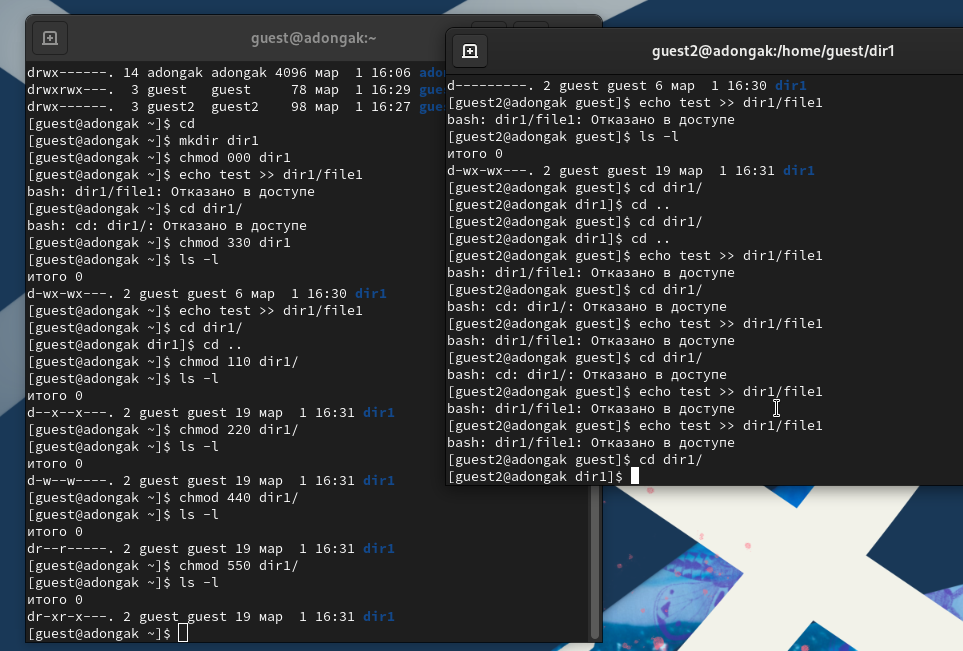 guest@adongak:~
drwx------. 14 adongak adongak 4096 мар  1 16:06
drwxrwx---.  3 guest   guest     78 мар  1 16:29
drwx------.  3 guest2  guest2    98 мар  1 16:27
[guest@adongak ~]$ cd
[guest@adongak ~]$ mkdir dir1
[guest@adongak ~]$ chmod 000 dir1
[guest@adongak ~]$ echo test >> dir1/file1
bash: dir1/file1: Отказано в доступе
[guest@adongak ~]$ cd dir1/
bash: cd: dir1/: Отказано в доступе
[guest@adongak ~]$ chmod 330 dir1
[guest@adongak ~]$ ls -l
итого 0
d-wx-wx---. 2 guest guest 6 мар  1 16:30 dir1
[guest@adongak ~]$ echo test >> dir1/file1
[guest@adongak ~]$ cd dir1/
[guest@adongak dir1]$ cd ..
[guest@adongak ~]$ chmod 110 dir1/
[guest@adongak ~]$ ls -l
итого 0
d--x--x---. 2 guest guest 19 мар  1 16:31 dir1
[guest@adongak ~]$ chmod 220 dir1/
[guest@adongak ~]$ ls -l
итого 0
d-w--w----. 2 guest guest 19 мар  1 16:31 dir1
[guest@adongak ~]$ chmod 440 dir1/
[guest@adongak ~]$ ls -l
итого 0
dr--r-----. 2 guest guest 19 мар  1 16:31 dir1
[guest@adongak ~]$ chmod 550 dir1/
[guest@adongak ~]$ ls -l
итого 0
dr-xr-x---. 2 guest guest 19 мар  1 16:31 dir1
[guest@adongak ~]$
guest2@adongak:/home/guest/dir1
d---------. 2 guest guest 6 мар  1 16:30 dir1
[guest2@adongak guest]$ echo test >> dir1/file1
bash: dir1/file1: Отказано в доступе
[guest2@adongak guest]$ ls -l
итого 0
d-wx-wx---. 2 guest guest 19 мар  1 16:31 dir1
[guest2@adongak guest]$ cd dir1/
[guest2@adongak dir1]$ cd ..
[guest2@adongak guest]$ cd dir1/
[guest2@adongak dir1]$ cd ..
[guest2@adongak guest]$ echo test >> dir1/file1
bash: dir1/file1: Отказано в доступе
[guest2@adongak guest]$ cd dir1/
bash: cd: dir1/: Отказано в доступе
[guest2@adongak guest]$ echo test >> dir1/file1
bash: dir1/file1: Отказано в доступе
[guest2@adongak guest]$ cd dir1/
bash: cd: dir1/: Отказано в доступе
[guest2@adongak guest]$ echo test >> dir1/file1
bash: dir1/file1: Отказано в доступе
[guest2@adongak guest]$ echo test >> dir1/file1
bash: dir1/file1: Отказано в доступе
[guest2@adongak guest]$ cd dir1/
[guest2@adongak dir1]$